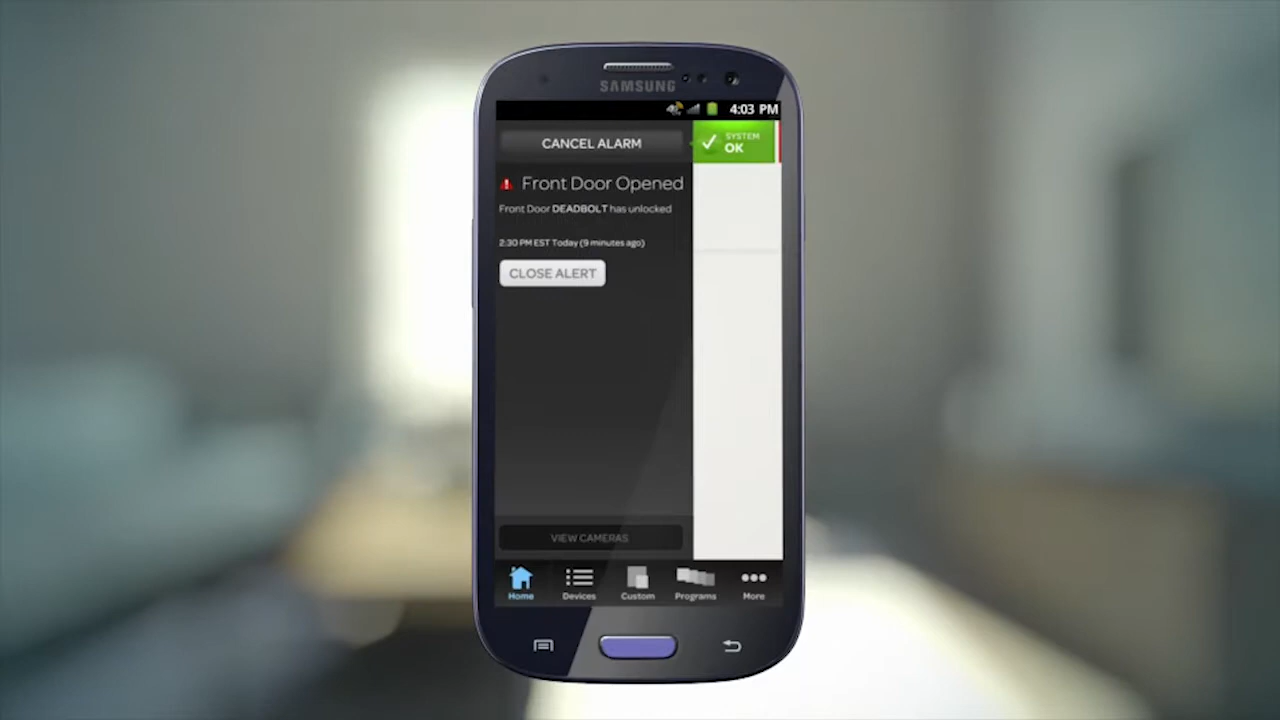 SAMSUNG
4:03 PM
CANCEL ALARM
SYSTEM
OK
Front Door Opened
Front Door DEADBOLT has unlocked
2:30 PM EST Today (9 minutes ago)
CLOSE ALERT
VIEW CAMERAS
Home Devices Custom Programs More